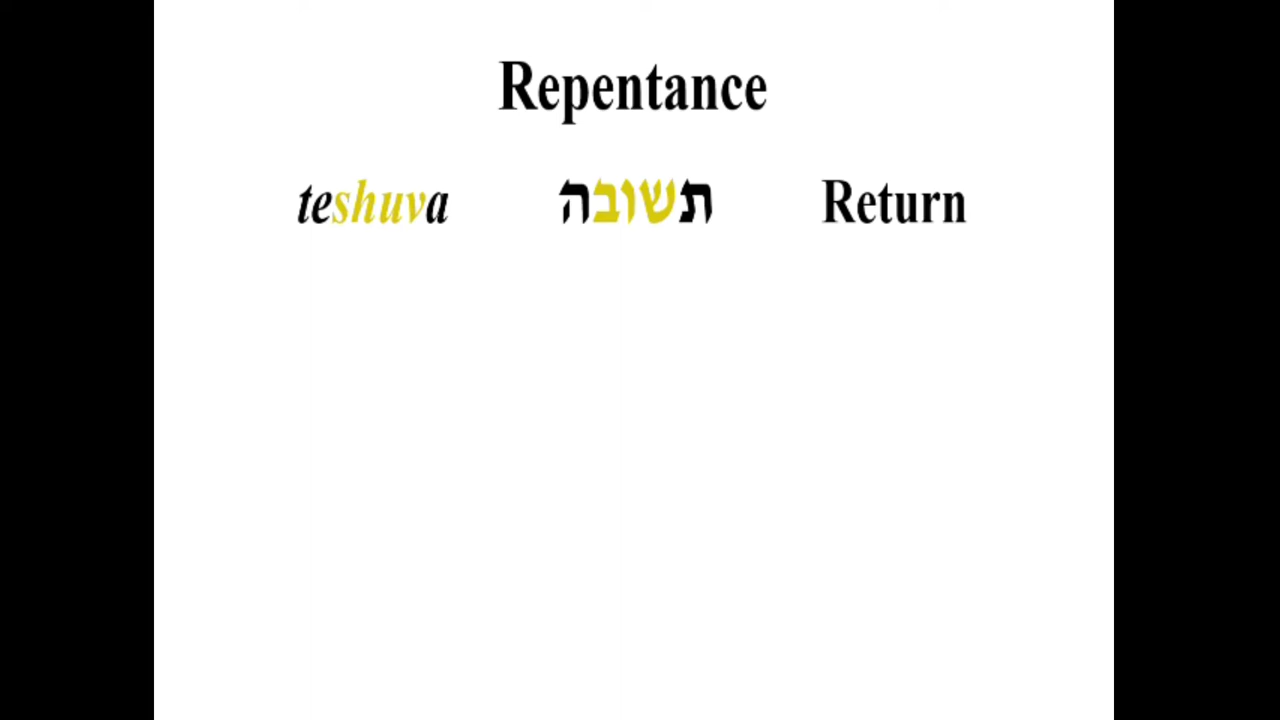 Repentance
teshuva תשובה Return